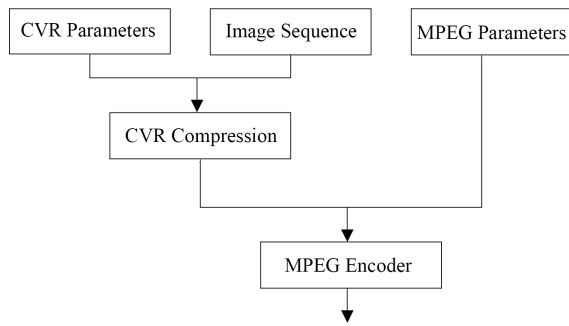 CVR Parameters
Image Sequence
MPEG Parameters
CVR Compression
MPEG Encoder